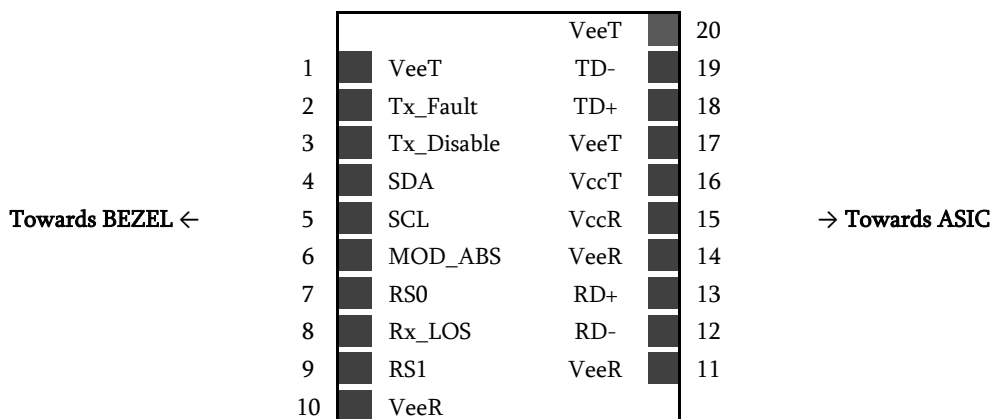 VeeT 20
1 VeeT TD- 19
2 Tx_Fault TD+ 18
3 Tx_Disable VeeT 17
4 SDA VccT 16
Towards BEZEL ← 5 SCL VccR 15 → Towards ASIC
6 MOD_ABS VeeR 14
7 RS0 RD+ 13
8 Rx_LOS RD- 12
9 RS1 VeeR 11
10 VeeR